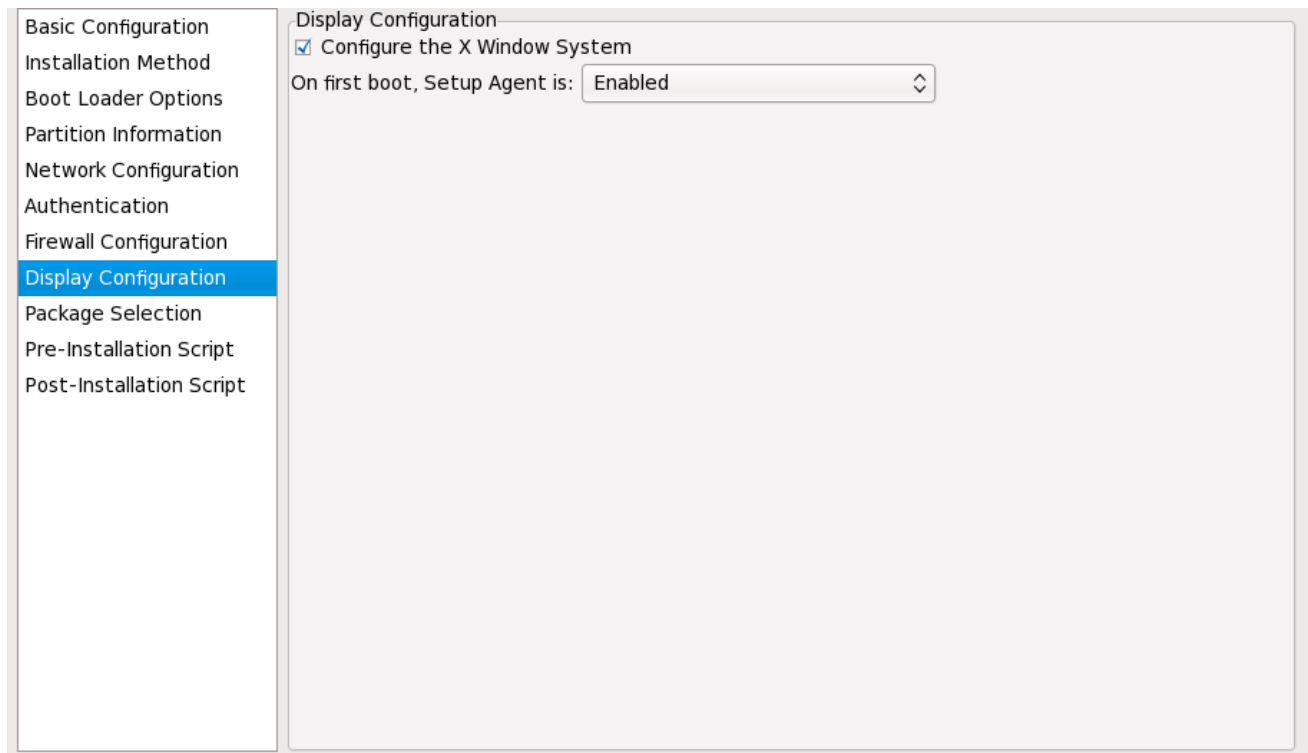 Basic Configuration
Installation Method
Boot Loader Options
Partition Information
Network Configuration
Authentication
Firewall Configuration
Display Configuration
Package Selection
Pre-Installation Script
Post-Installation Script
Display Configuration
Configure the X Window System
On first boot, Setup Agent is: Enabled